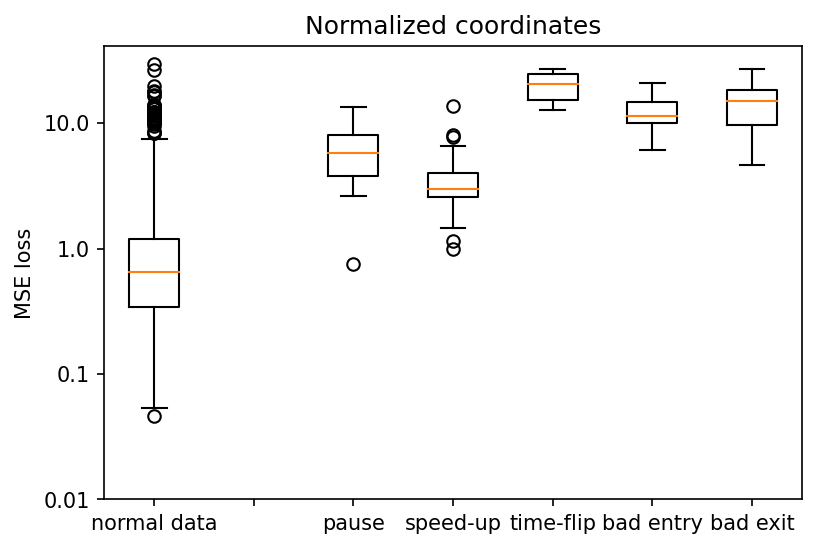 Normalized coordinates
MSE loss
10.0
1.0
0.1
0.01
normal data pause speed-up time-flip bad entry bad exit